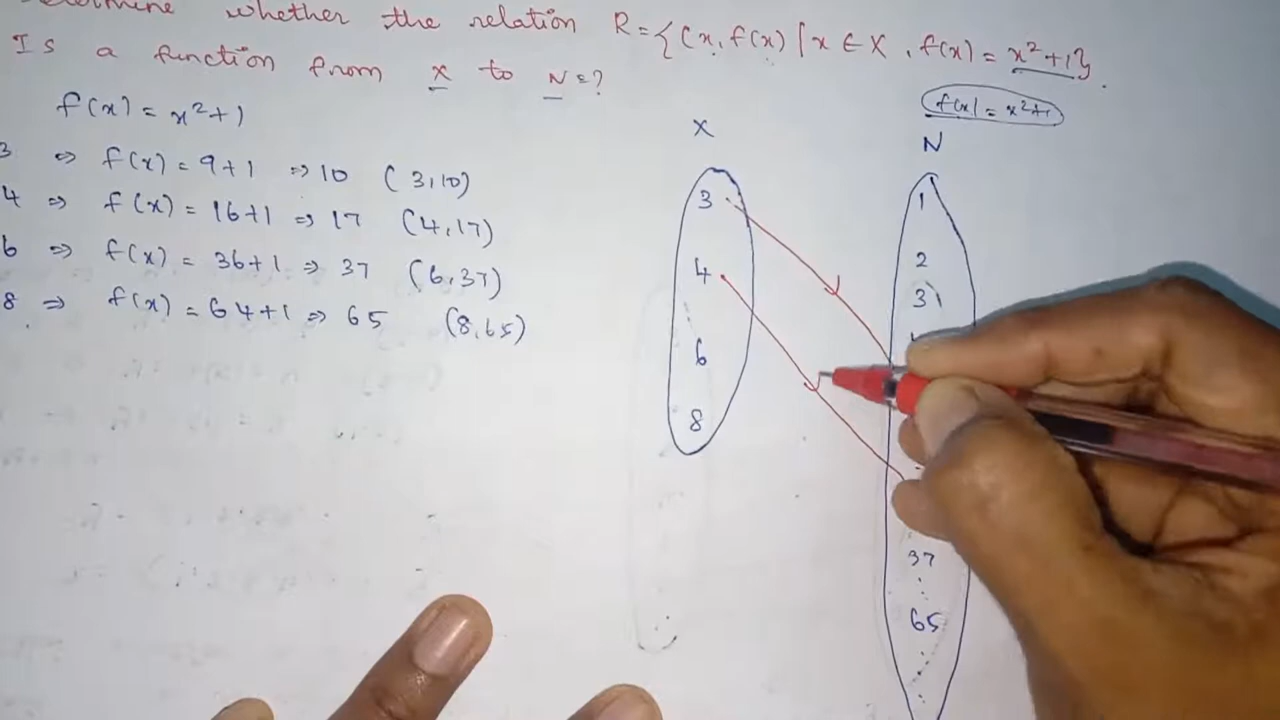 whether the relation R={(x,f(x)/x∈X, f(x)=x²+1}.
Is a function from x to N=?
f(x)=x²+1
3 ⇒ f(x)=9+1 ⇒10 (3,10)
4 ⇒ f(x)=16+1 ⇒ 17 (4,17)
6 ⇒ f(x)= 36+1 ⇒ 37 (6,37)
8 ⇒ f(x)=64+1 ⇒ 65 (8,65)
X
3
4
6
8
f(x)=x²+1
N
1
2
3
37
:
65
: